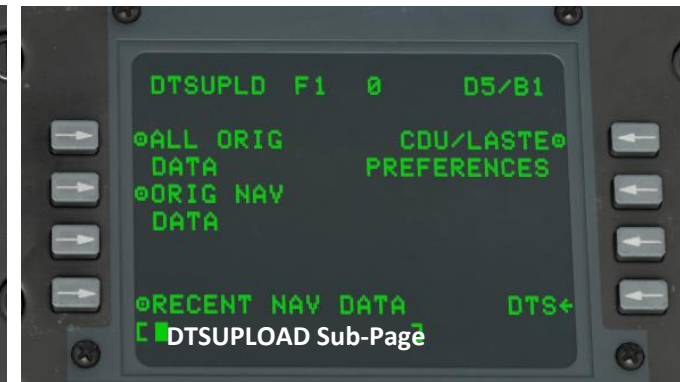 DTSUPLD F1 0 D5/B1
⊙ALL ORIG CDU/LASTE⊙
DATA PREFERENCES
⊙ORIG NAV
DATA
⊙RECENT NAV DATA DTS←
[ ]
DTSUPLOAD Sub-Page